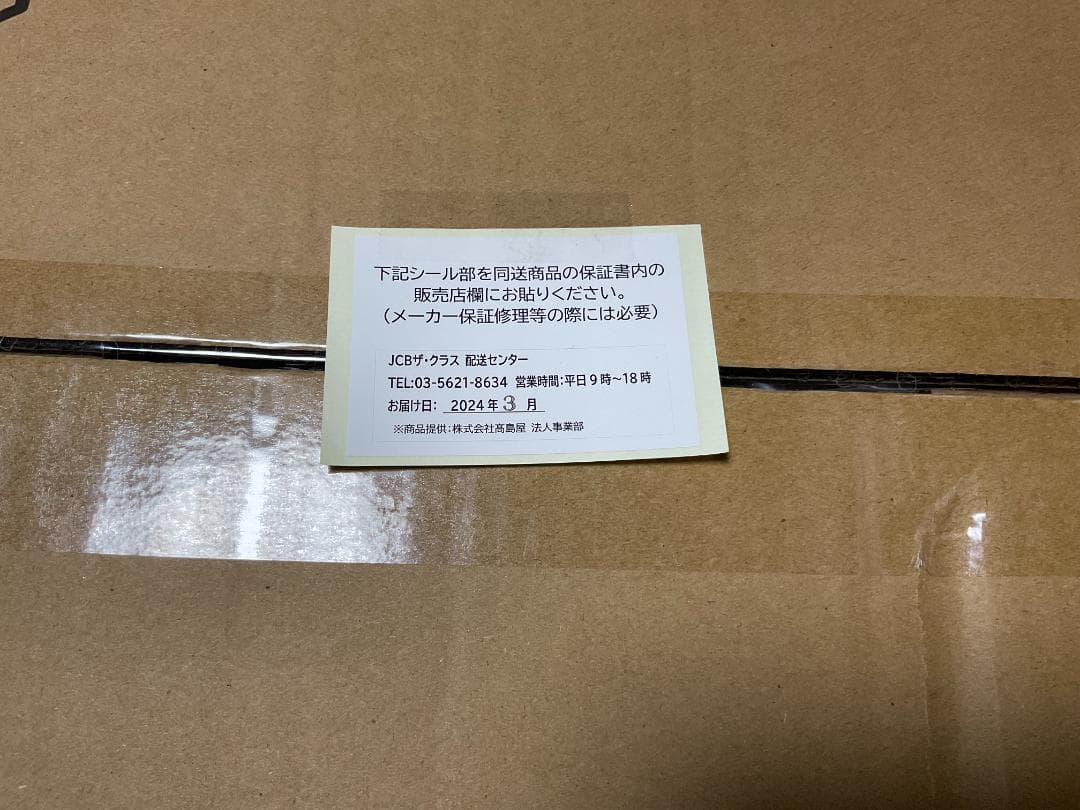 下記シール部を同送商品の保証書内の
販売店欄にお貼りください。
（メーカー保証修理等の際には必要）
JCBザ・クラス 配送センター
TEL:03-5621-8634 営業時間:平日９時～18時
お届け日: 2024年 3 月
※商品提供:株式会社髙島屋 法人事業部